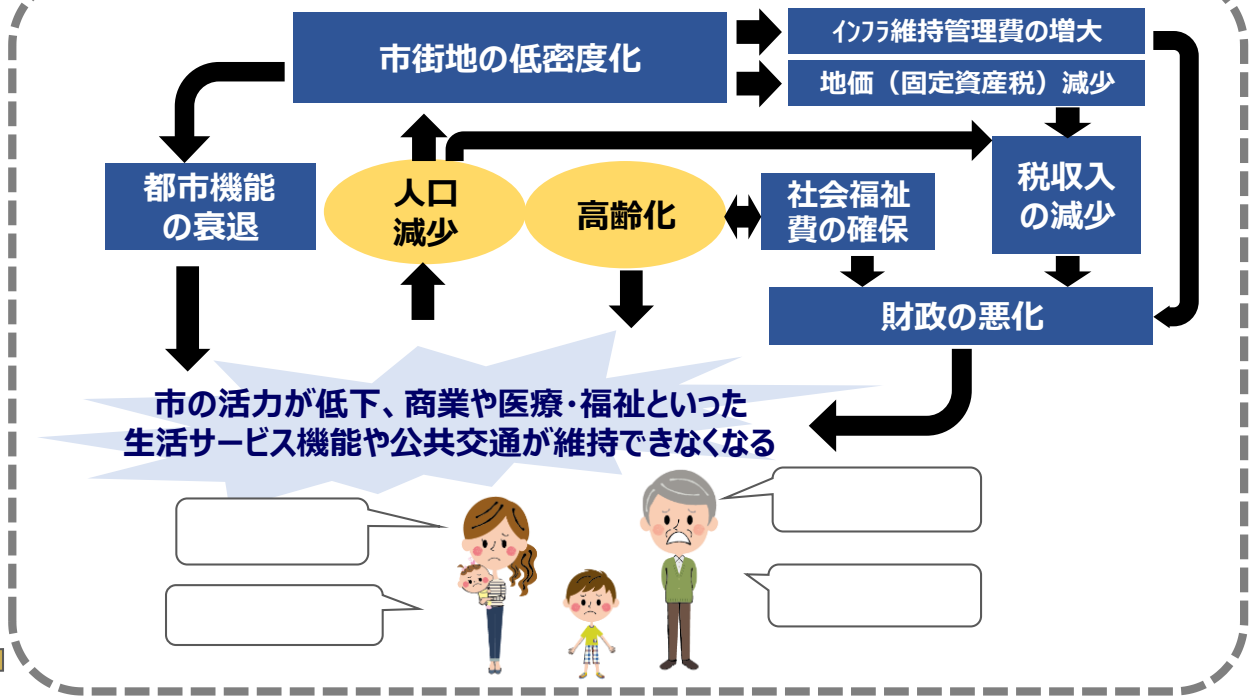 市街地の低密度化
インフラ維持管理費の増大
地価（固定資産税）減少
都市機能
の衰退
人口
減少
高齢化
社会福祉
費の確保
税収入
の減少
財政の悪化
市の活力が低下、商業や医療・福祉といった
生活サービス機能や公共交通が維持できなくなる